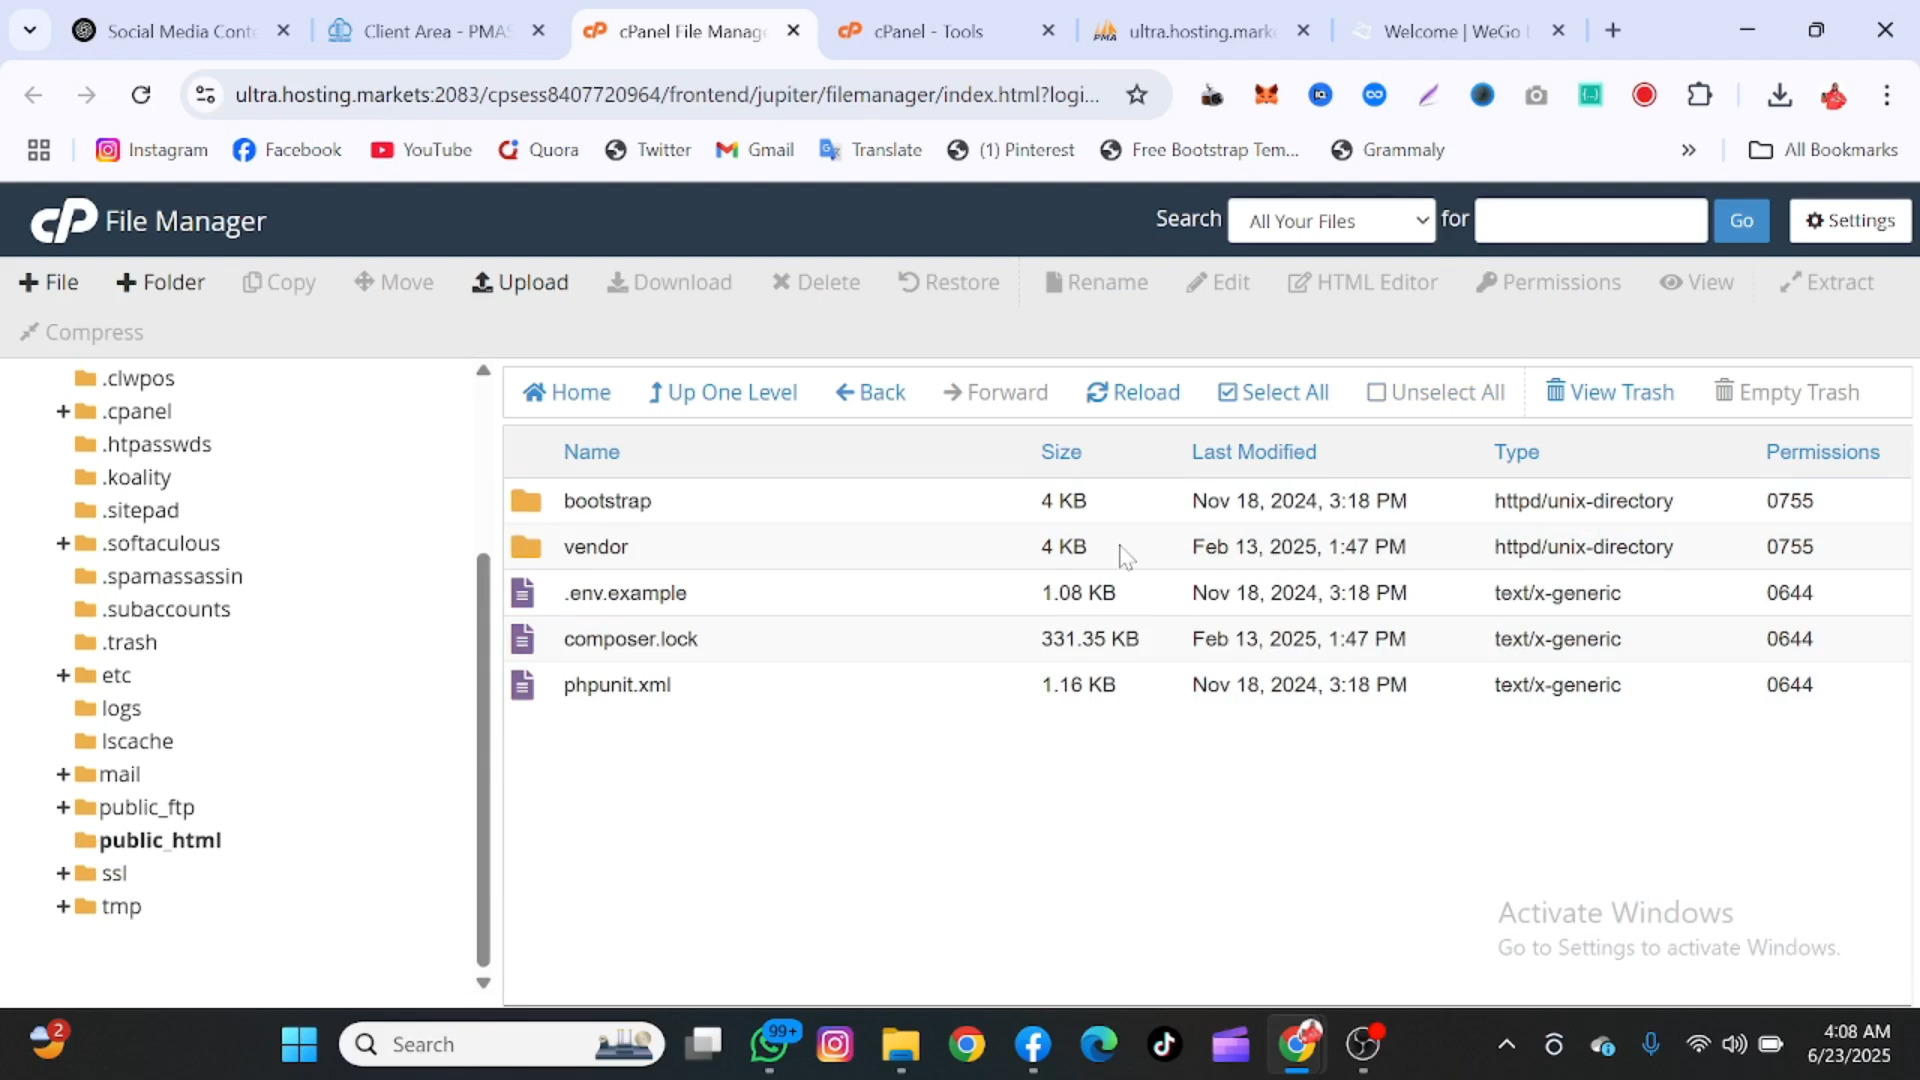 Social Media Conte
Client Area - PMAS
cPanel File Manage
cPanel - Tools
ultra.hosting.mark
Welcome | WeGo
ultra.hosting.markets:2083/cpsess8407720964/frontend/jupiter/filemanager/index.html?logi...
Instagram
Facebook
YouTube
Quora
Twitter
Gmail
Translate
(1) Pinterest
Free Bootstrap Tem...
Grammaly
»
All Bookmarks
cP File Manager
Search
All Your Files
for
Go
Settings
File
Folder
Copy
Move
Upload
Download
Delete
Restore
Rename
Edit
HTML Editor
Permissions
View
Extract
Compress
.clwpos
.cpanel
.htpasswds
.koality
.sitepad
.softaculous
.spamassassin
.subaccounts
.trash
etc
logs
lscache
mail
public_ftp
public_html
ssl
tmp
Home
Up One Level
Back
Forward
Reload
Select All
Unselect All
View Trash
Empty Trash
Name Size Last Modified Type Permissions
bootstrap 4 KB Nov 18, 2024, 3:18 PM httpd/unix-directory 0755
vendor 4 KB Feb 13, 2025, 1:47 PM httpd/unix-directory 0755
.env.example 1.08 KB Nov 18, 2024, 3:18 PM text/x-generic 0644
composer.lock 331.35 KB Feb 13, 2025, 1:47 PM text/x-generic 0644
phpunit.xml 1.16 KB Nov 18, 2024, 3:18 PM text/x-generic 0644
Activate Windows
Go to Settings to activate Windows.
2
Search
99+
4:08 AM
6/23/2025